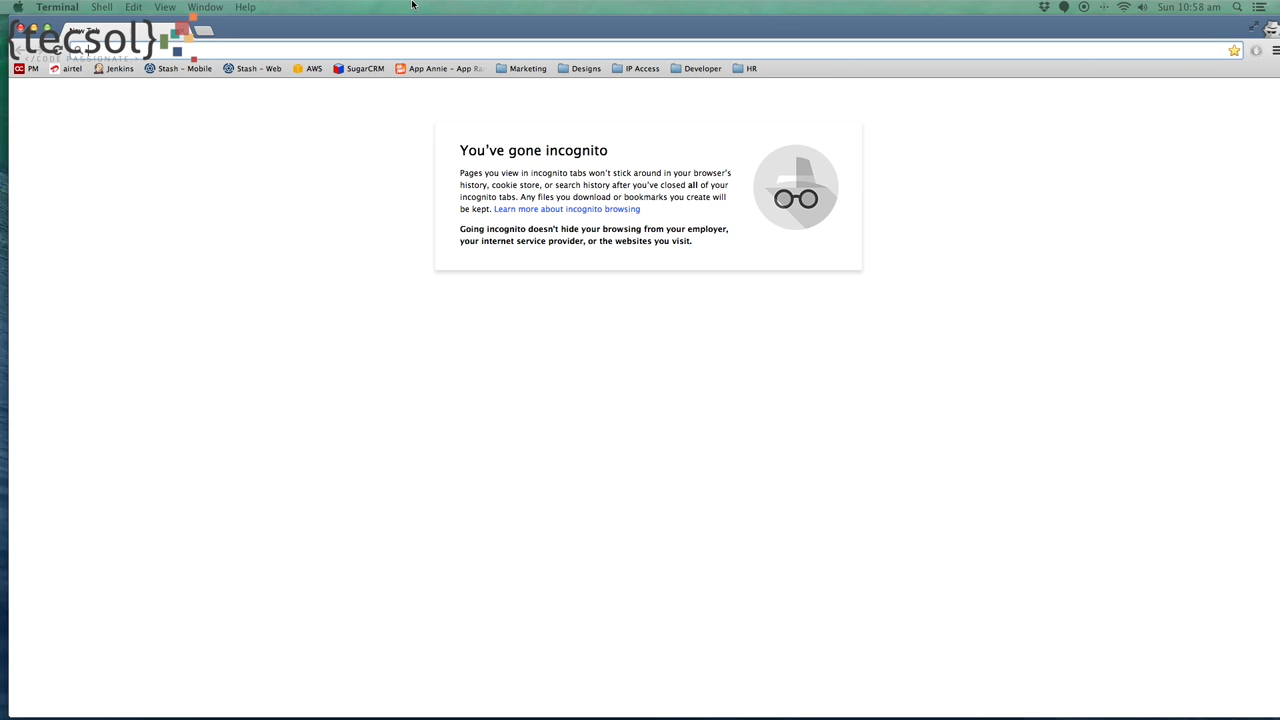 Terminal Shell Edit View Window Help Sun 10:58 am
{tecsol}
</CODE PASSIONATE.>
PM airtel Jenkins Stash - Mobile Stash - Web AWS SugarCRM App Annie - App Ra Marketing Designs IP Access Developer HR
You've gone incognito
Pages you view in incognito tabs won't stick around in your browser's
history, cookie store, or search history after you've closed all of your
incognito tabs. Any files you download or bookmarks you create will
be kept. Learn more about incognito browsing
Going incognito doesn't hide your browsing from your employer,
your internet service provider, or the websites you visit.